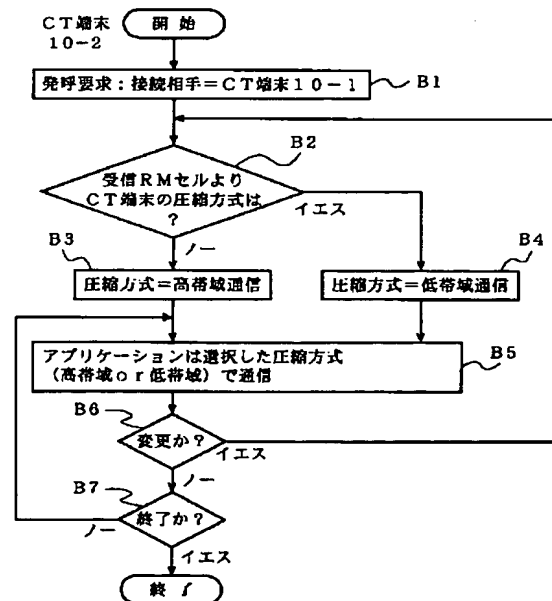 CT端末
10-2
開始
発呼要求:接続相手=CT端末10-1
B1
B2
受信RMセルより
CT端末の圧縮方式は
?
イエス
ノー
B3
圧縮方式=高帯域通信
B4
圧縮方式=低帯域通信
アプリケーションは選択した圧縮方式
(高帯域or低帯域)で通信
B5
B6
変更か?
イエス
ノー
B7
終了か?
ノー
イエス
終了